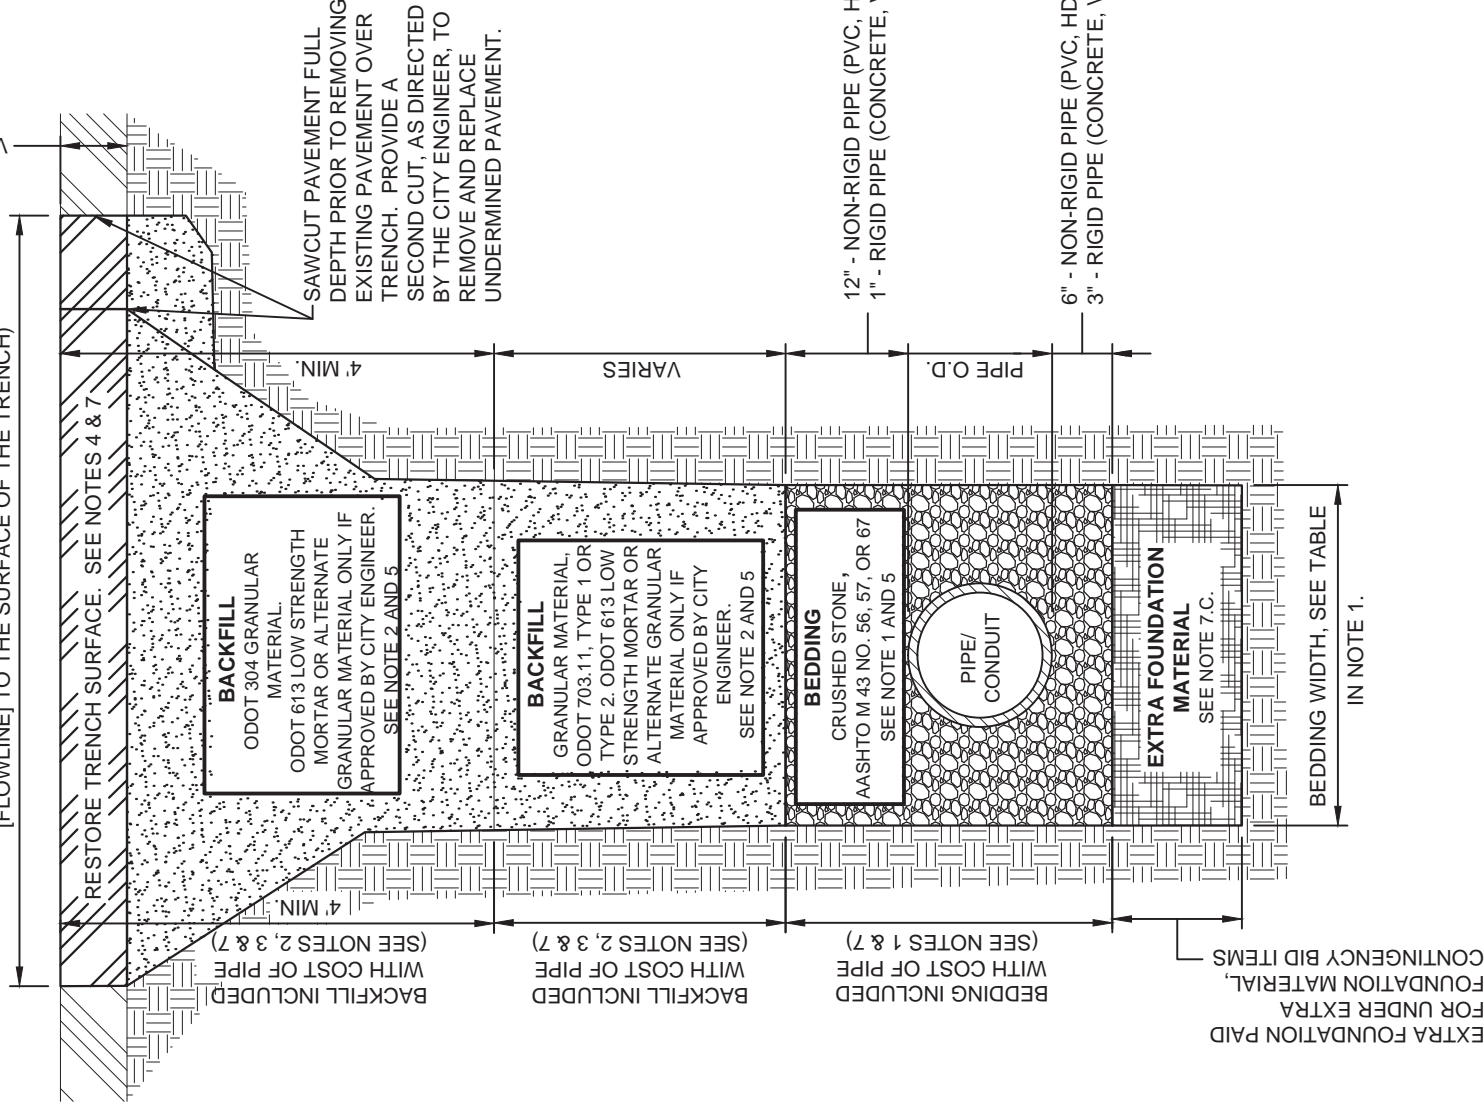 [FLOWLINE] TO THE SURFACE OF THE TRENCH)
RESTORE TRENCH SURFACE. SEE NOTES 4 & 7
SAWCUT PAVEMENT FULL
DEPTH PRIOR TO REMOVING
EXISTING PAVEMENT OVER
TRENCH. PROVIDE A
SECOND CUT, AS DIRECTED
BY THE CITY ENGINEER, TO
REMOVE AND REPLACE
UNDERMINED PAVEMENT.
4' MIN.
VARIES
PIPE O.D.
12" - NON-RIGID PIPE (PVC,
1" - RIGID PIPE (CONCRETE,
6" - NON-RIGID PIPE (PVC,
3" - RIGID PIPE (CONCRETE,
BACKFILL
ODOT 304 GRANULAR
MATERIAL.
ODOT 613 LOW STRENGTH
MORTAR OR ALTERNATE
GRANULAR MATERIAL ONLY IF
APPROVED BY CITY ENGINEER.
SEE NOTE 2 AND 5
BACKFILL
GRANULAR MATERIAL,
ODOT 703.11, TYPE 1 OR
TYPE 2. ODOT 613 LOW
STRENGTH MORTAR OR
ALTERNATE GRANULAR
MATERIAL ONLY IF
APPROVED BY CITY
ENGINEER.
SEE NOTE 2 AND 5
BEDDING
CRUSHED STONE,
AASHTO M 43 NO. 56, 57, OR 67
SEE NOTE 1 AND 5
PIPE/
CONDUIT
EXTRA FOUNDATION
MATERIAL
SEE NOTE 7.C.
BEDDING WIDTH, SEE TABLE
IN NOTE 1.
4' MIN.
BACKFILL INCLUDED
WITH COST OF PIPE
(SEE NOTES 2, 3 & 7)
BACKFILL INCLUDED
WITH COST OF PIPE
(SEE NOTES 2, 3 & 7)
BEDDING INCLUDED
WITH COST OF PIPE
(SEE NOTES 1 & 7)
EXTRA FOUNDATION PAID
FOR UNDER EXTRA
FOUNDATION MATERIAL,
CONTINGENCY BID ITEMS